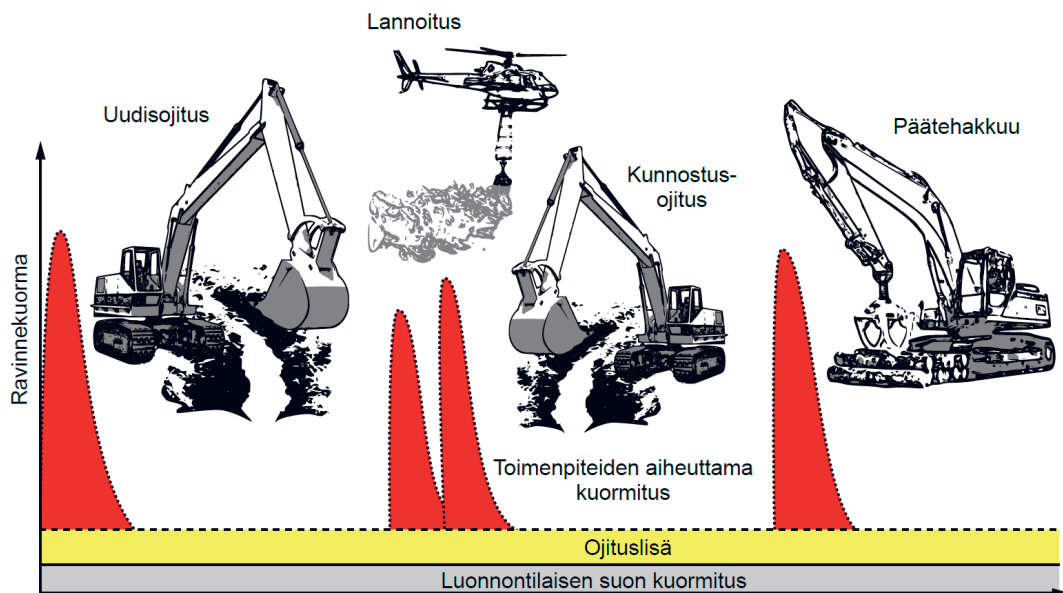 Lannoitus
Uudisojitus
Päätehakkuu
Kunnostus-
ojitus
Ravinnekuorma
Toimenpiteiden aiheuttama
kuormitus
Ojituslisä
Luonnontilaisen suon kuormitus